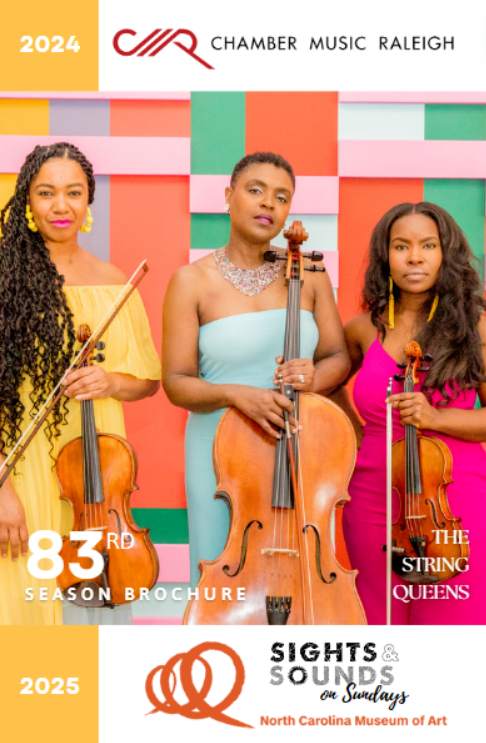 2024
CHAMBER MUSIC RALEIGH
83RD
SEASON BROCHURE
THE
STRING
QUEENS
2025
SIGHTS &
SOUNDS
on Sundays
North Carolina Museum of Art